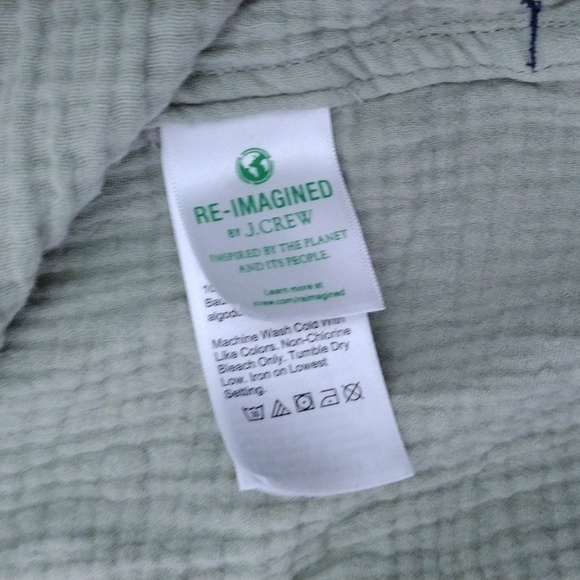 RE-IMAGINED
BY J.CREW
INSPIRED BY THE PLANET
AND ITS PEOPLE.
Learn more at
jcrew.com/reimagined
Machine Wash Cold With
Like Colors. Non-Chlorine
Bleach Only. Tumble Dry
Low. Iron on Lowest
Setting.